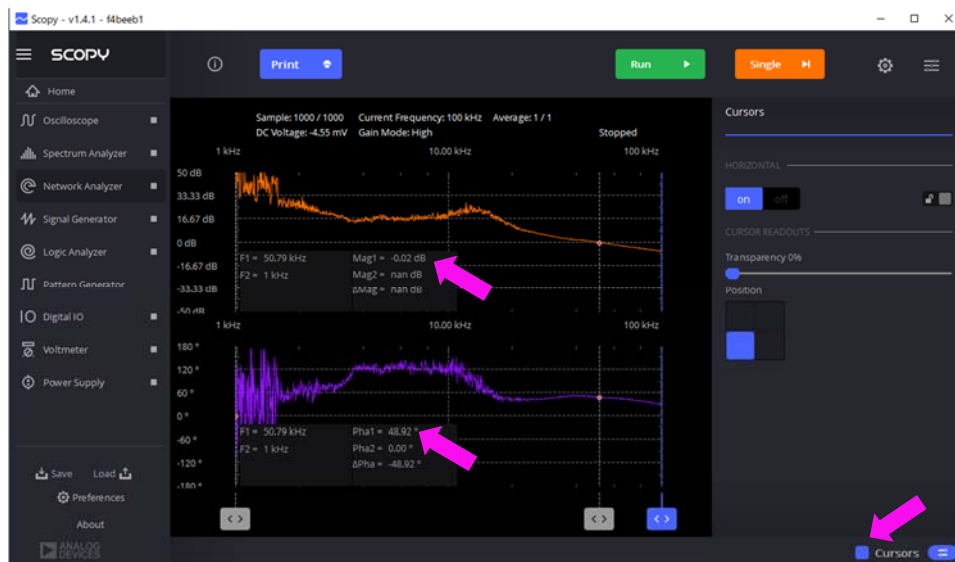 Scopy - v1.4.1 - f4beeb1
SCOPY
Print
Run
Single
Home
Oscilloscope
Spectrum Analyzer
Network Analyzer
Signal Generator
Logic Analyzer
Pattern Generator
Digital IO
Voltmeter
Power Supply
Save Load
Preferences
About
ANALOG
DEVICES
Sample: 1000 / 1000 Current Frequency: 100 kHz Average: 1 / 1
DC Voltage: -4.55 mV Gain Mode: High Stopped
1 kHz 10.00 kHz 100 kHz
50 dB
33.33 dB
16.67 dB
0 dB
-16.67 dB
-33.33 dB
-50 dB
F1 = 50.79 kHz Mag1 = -0.02 dB
F2 = 1 kHz Mag2 = nan dB
ΔMag = nan dB
1 kHz 10.00 kHz 100 kHz
180 °
120 °
60 °
0 °
-60 °
-120 °
-180 °
F1 = 50.79 kHz Pha1 = 48.92 °
F2 = 1 kHz Pha2 = 0.00 °
ΔPha = -48.92 °
Cursors
HORIZONTAL
on off
CURSOR READOUTS
Transparency 0%
Position
Cursors